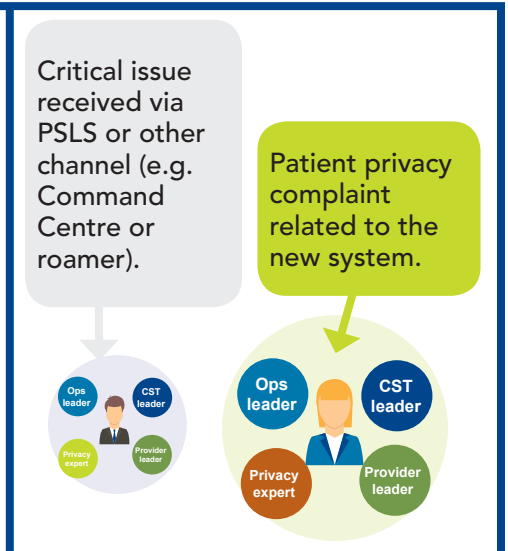 Critical issue
received via
PSLS or other
channel (e.g.
Command
Centre or
roamer).
Patient privacy
complaint
related to the
new system.
Ops
leader
CST
leader
Privacy
expert
Provider
leader
Ops
leader
CST
leader
Privacy
expert
Provider
leader